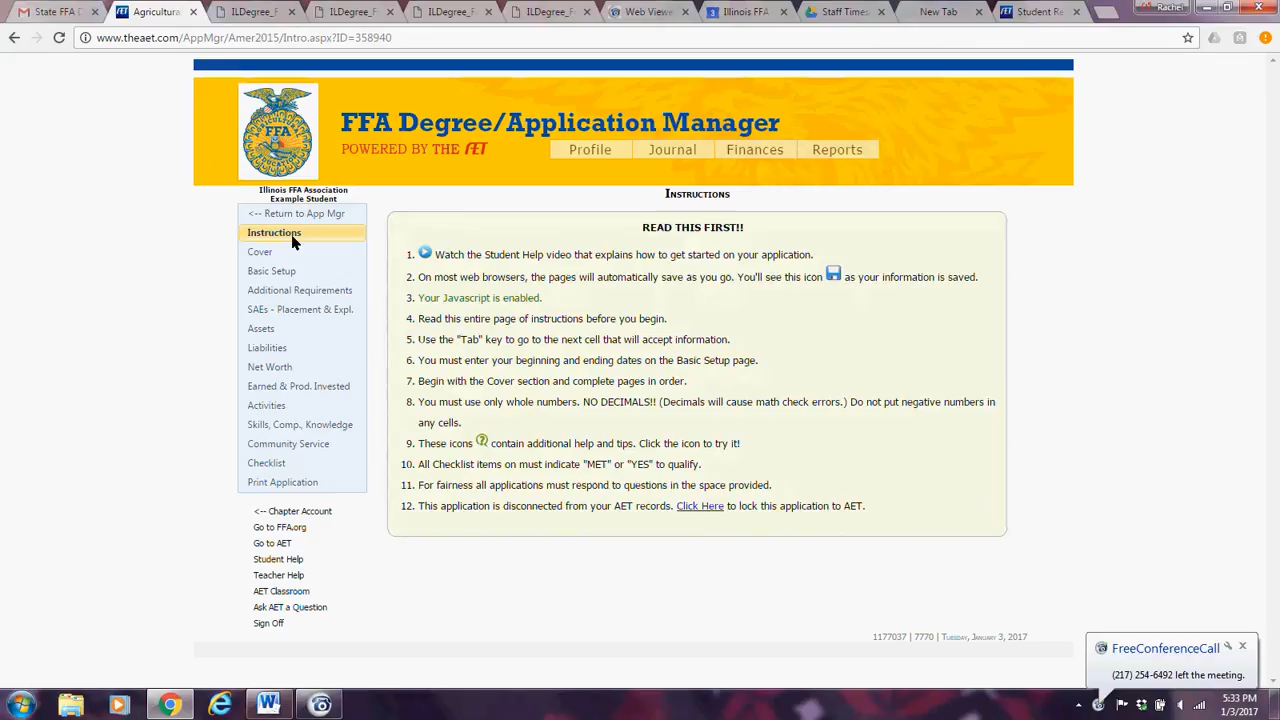 State FFA D
Agricultural
ILDegree_F
ILDegree_F
ILDegree_F
ILDegree_F
Web Viewe
Illinois FFA
Staff Times
New Tab
Student Re
Rachel
www.theaet.com/AppMgr/Amer2015/Intro.aspx?ID=358940
FFA
FFA Degree/Application Manager
POWERED BY THE AET
Profile
Journal
Finances
Reports
Illinois FFA Association
Example Student
<-- Return to App Mgr
Instructions
Cover
Basic Setup
Additional Requirements
SAEs - Placement & Expl.
Assets
Liabilities
Net Worth
Earned & Prod. Invested
Activities
Skills, Comp., Knowledge
Community Service
Checklist
Print Application
<-- Chapter Account
Go to FFA.org
Go to AET
Student Help
Teacher Help
AET Classroom
Ask AET a Question
Sign Off
Instructions
READ THIS FIRST!!
1. Watch the Student Help video that explains how to get started on your application.
2. On most web browsers, the pages will automatically save as you go. You'll see this icon as your information is saved.
3. Your Javascript is enabled.
4. Read this entire page of instructions before you begin.
5. Use the "Tab" key to go to the next cell that will accept information.
6. You must enter your beginning and ending dates on the Basic Setup page.
7. Begin with the Cover section and complete pages in order.
8. You must use only whole numbers. NO DECIMALS!! (Decimals will cause math check errors.) Do not put negative numbers in
any cells.
9. These icons contain additional help and tips. Click the icon to try it!
10. All Checklist items on must indicate "MET" or "YES" to qualify.
11. For fairness all applications must respond to questions in the space provided.
12. This application is disconnected from your AET records. Click Here to lock this application to AET.
1177037 | 7770 | Tuesday, January 3, 2017
FreeConferenceCall
(217) 254-6492 left the meeting.
5:33 PM
1/3/2017